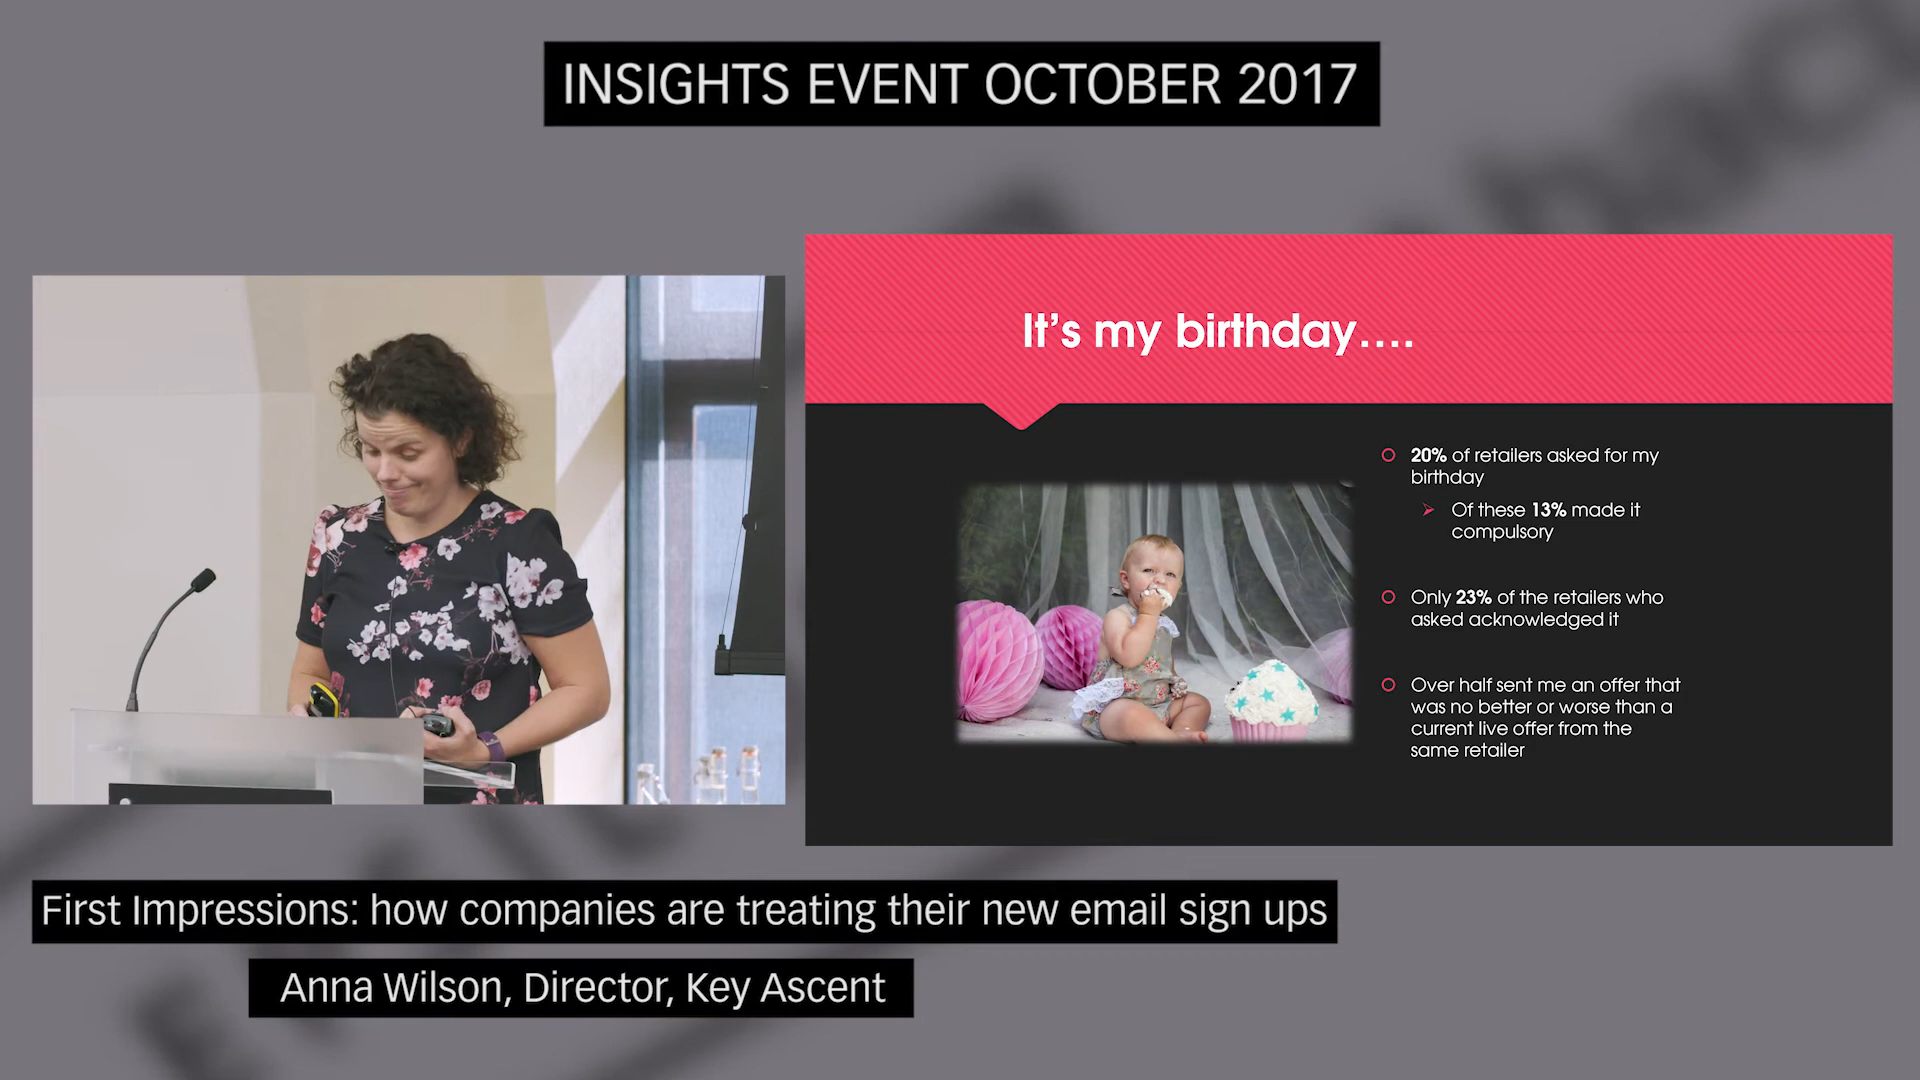 INSIGHTS EVENT OCTOBER 2017
It's my birthday....
20% of retailers asked for my
birthday
Of these 13% made it
compulsory
Only 23% of the retailers who
asked acknowledged it
Over half sent me an offer that
was no better or worse than a
current live offer from the
same retailer
First Impressions: how companies are treating their new email sign ups
Anna Wilson, Director, Key Ascent